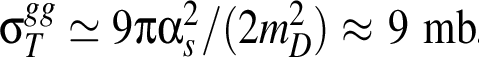 σ_T^{gg} ≃ 9πα_s^2/(2m_D^2) ≈ 9 mb.